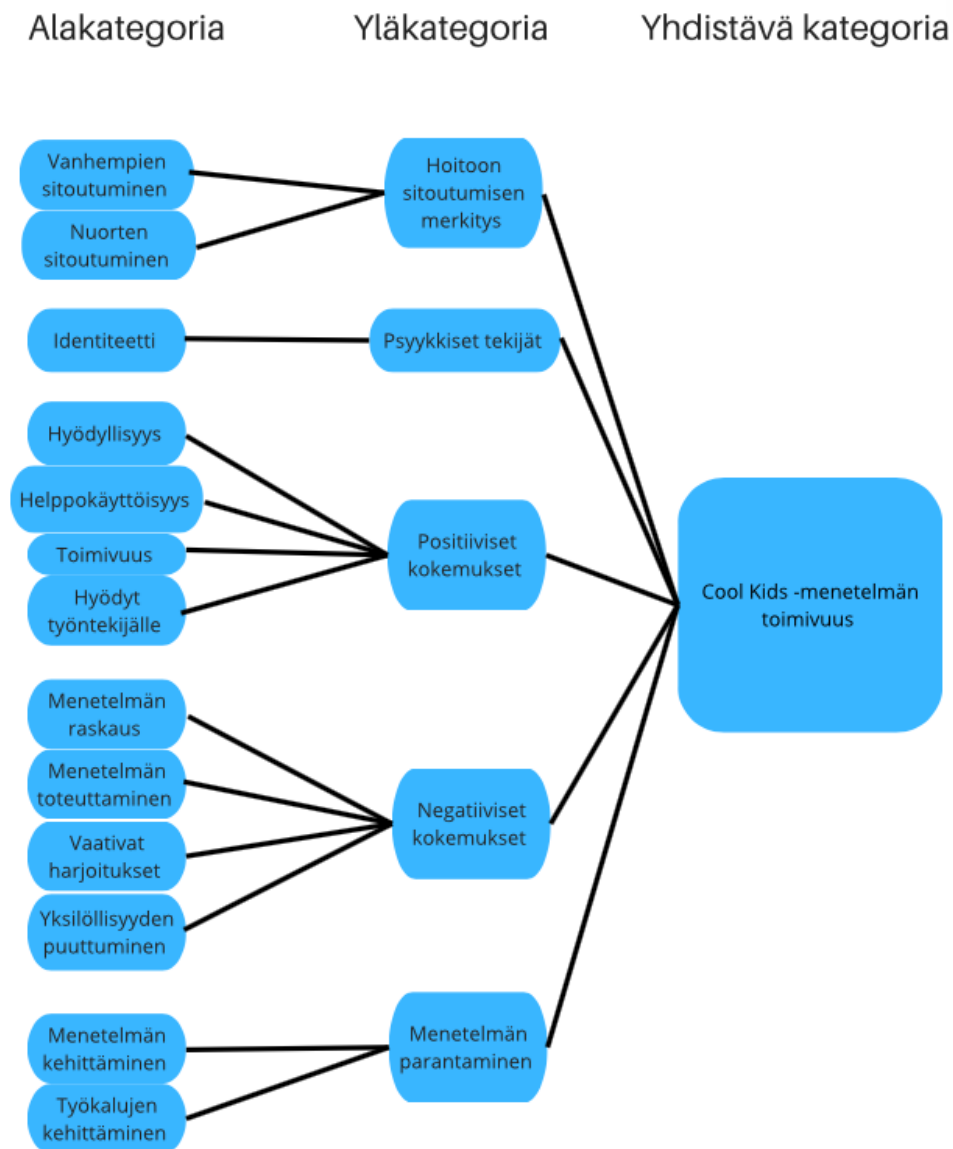 Alakategoria
Yläkategoria
Yhdistävä kategoria
Vanhempien
sitoutuminen
Nuorten
sitoutuminen
Hoitoon
sitoutumisen
merkitys
Identiteetti
Psyykkiset tekijät
Hyödyllisyys
Helppokäyttöisyys
Toimivuus
Hyödyt
työntekijälle
Positiiviset
kokemukset
Menetelmän
raskaus
Menetelmän
toteuttaminen
Vaativat
harjoitukset
Yksilöllisyyden
puuttuminen
Negatiiviset
kokemukset
Menetelmän
kehittäminen
Työkalujen
kehittäminen
Menetelmän
parantaminen
Cool Kids -menetelmän
toimivuus